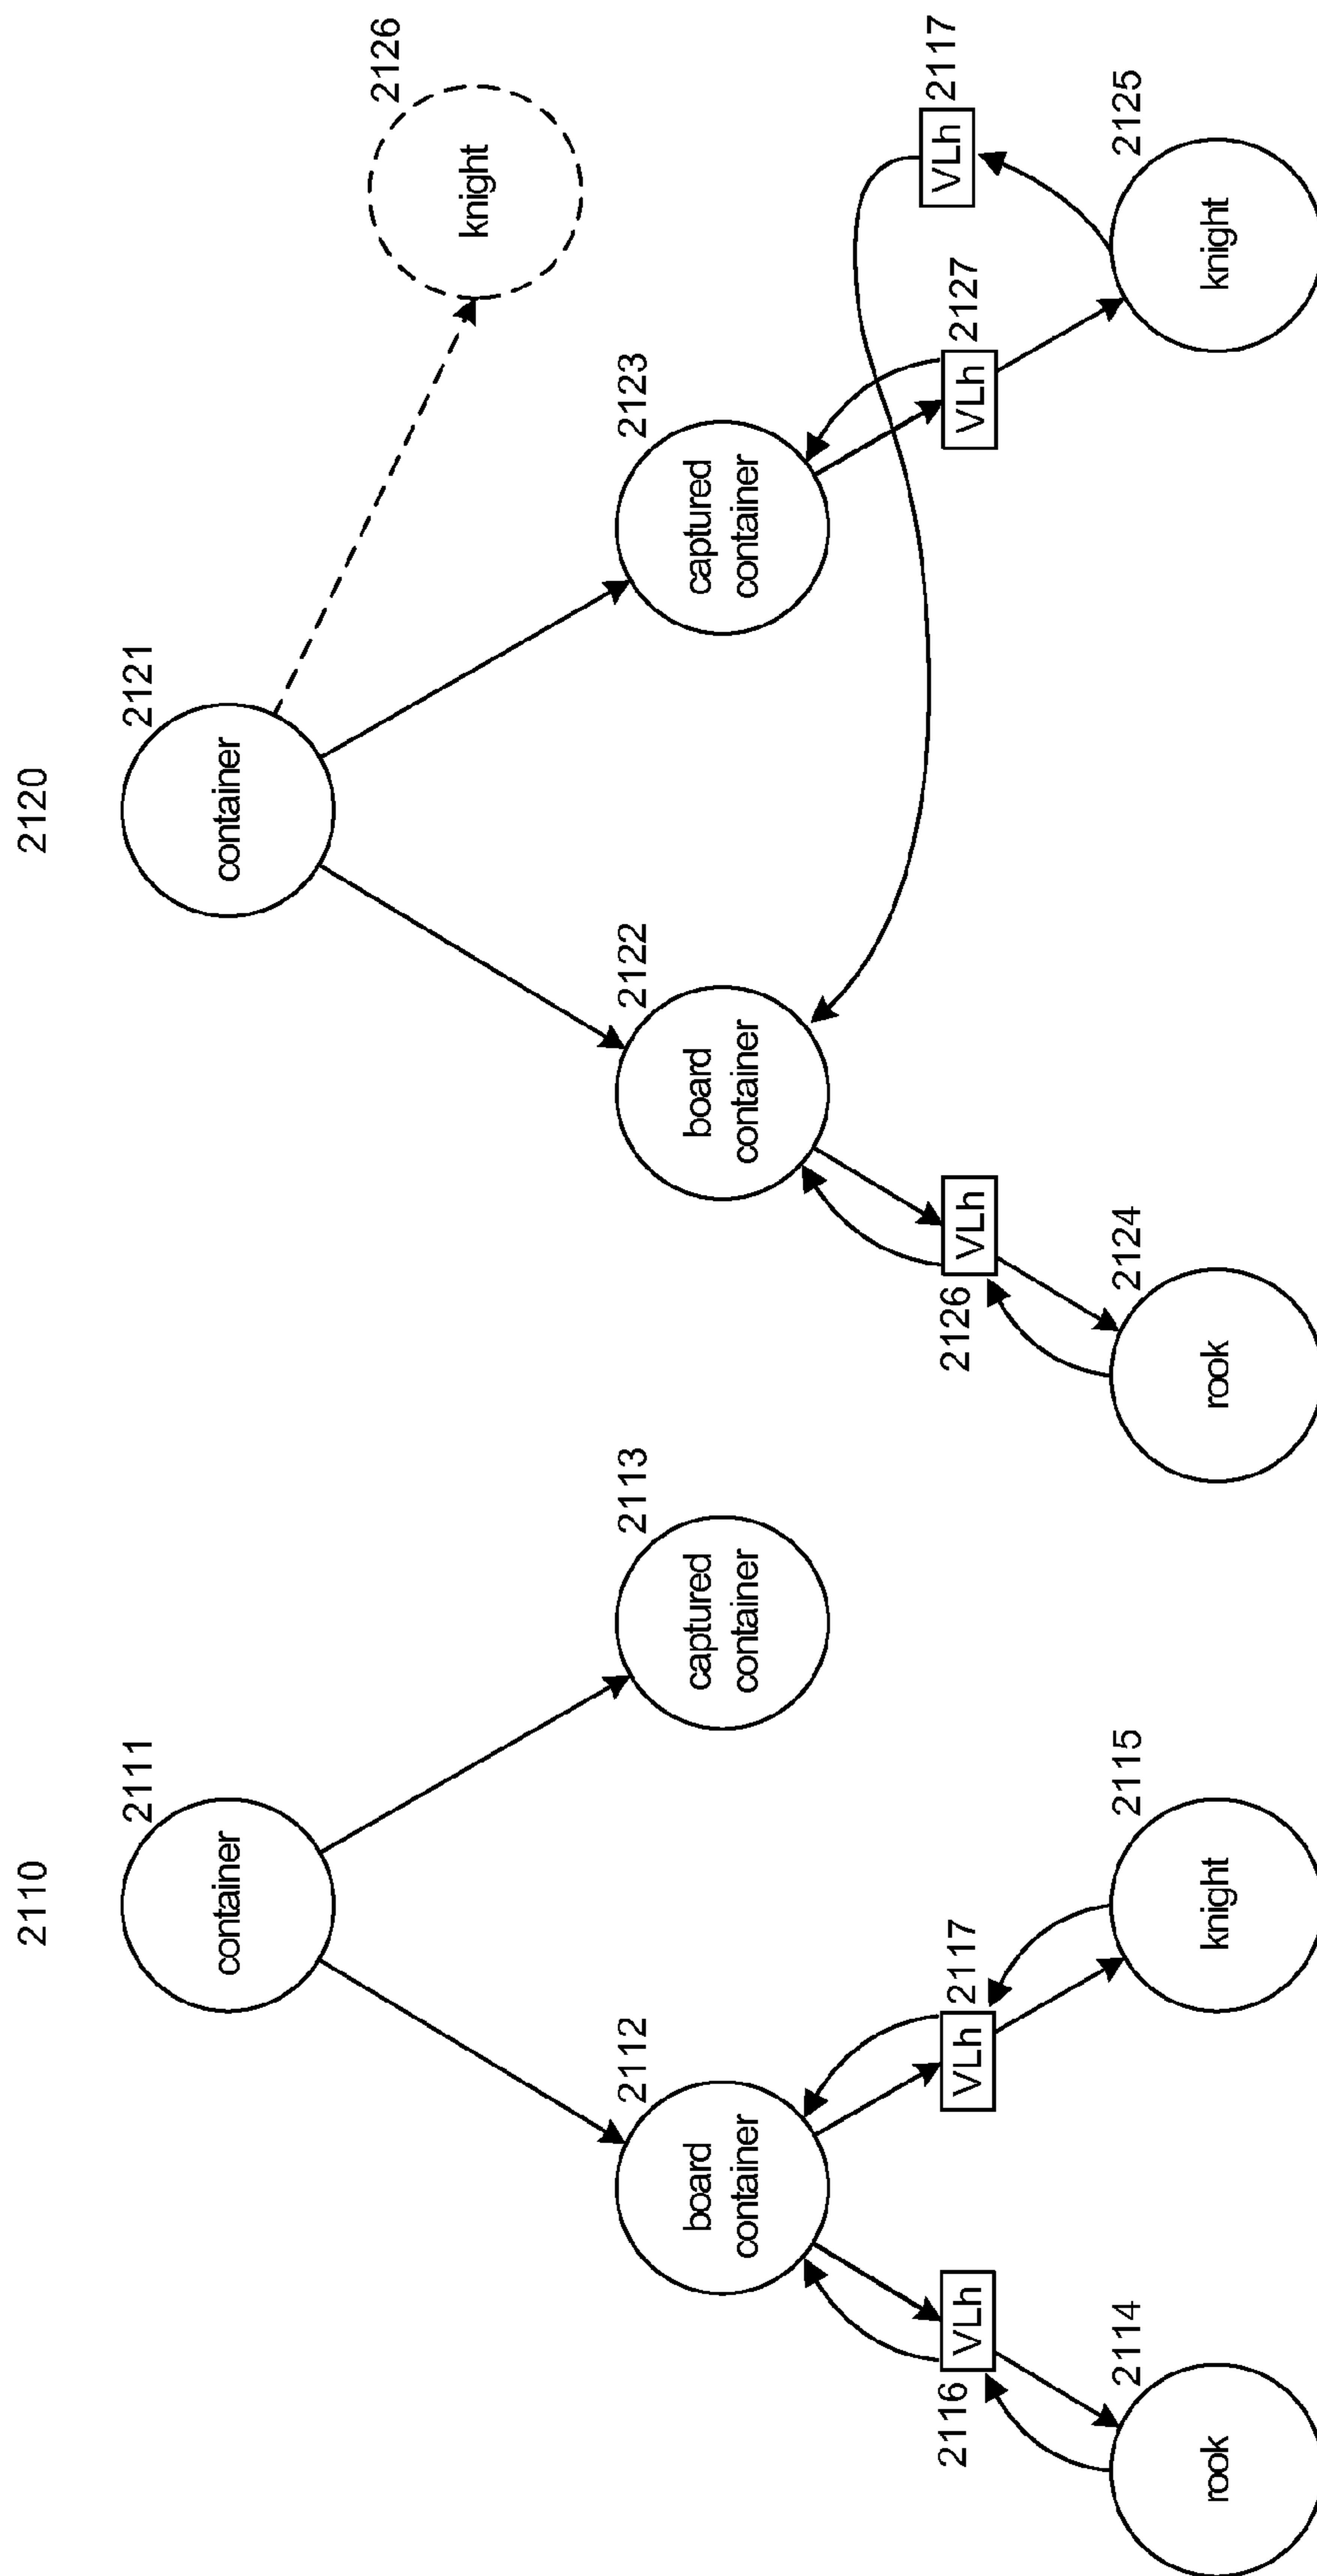 2110
2111
container
2112
board
container
2113
captured
container
2116
VLh
2117
VLh
2114
rook
2115
knight
2120
2121
container
2126
knight
2122
board
container
2123
captured
container
2126
VLh
2127
VLh
2117
VLh
2124
rook
2125
knight